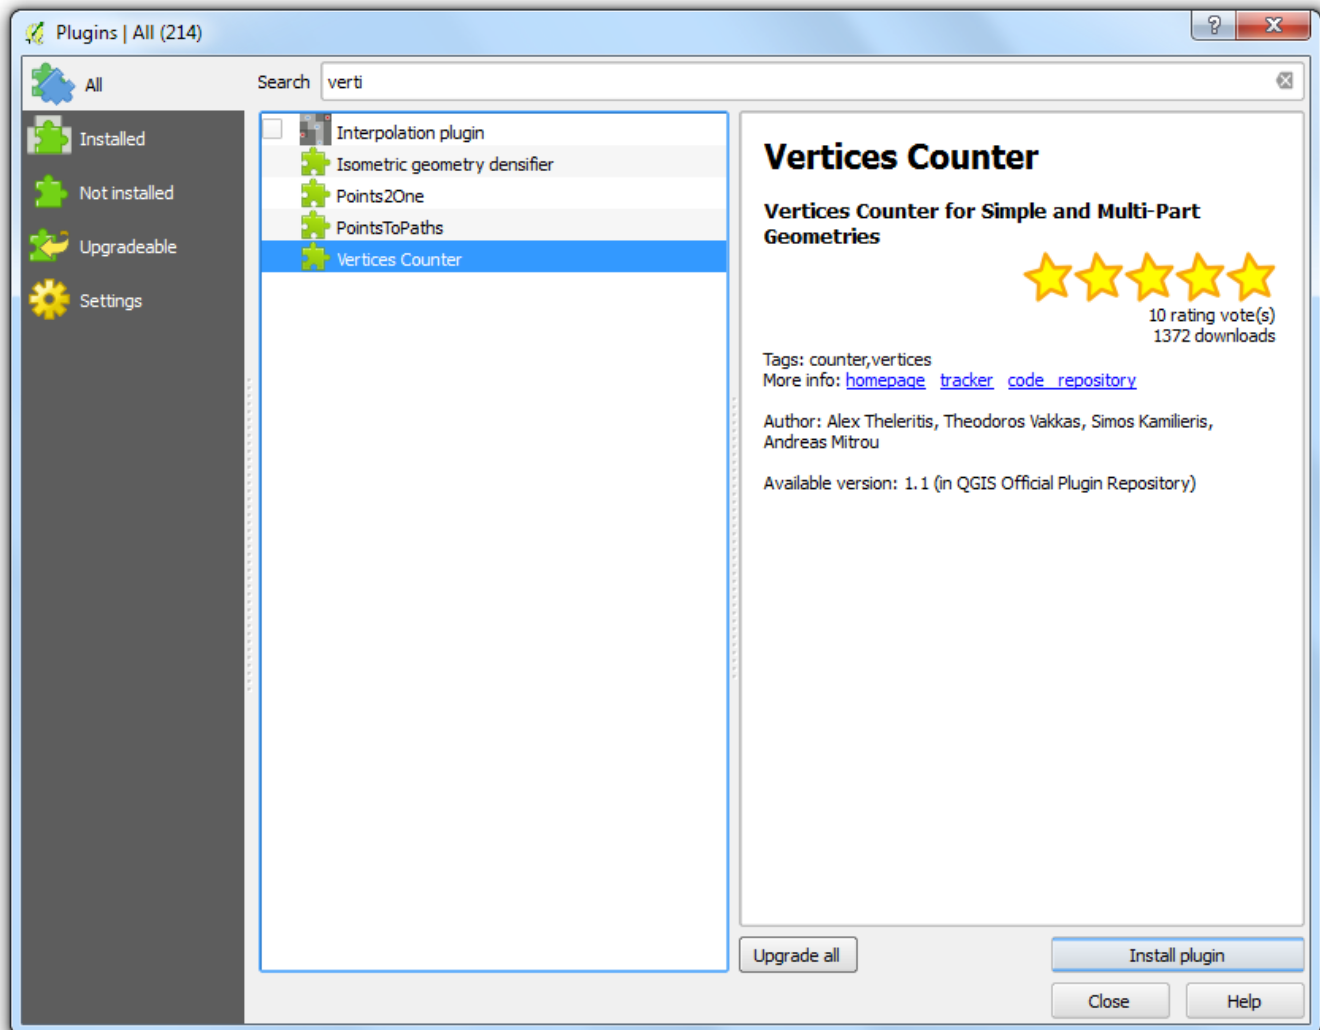 Plugins | All (214)
?
X
All
Installed
Not installed
Upgradeable
Settings
Search verti
Interpolation plugin
Isometric geometry densifier
Points2One
PointsToPaths
Vertices Counter
Vertices Counter
Vertices Counter for Simple and Multi-Part
Geometries
10 rating vote(s)
1372 downloads
Tags: counter,vertices
More info: homepage tracker code repository
Author: Alex Theleritis, Theodoros Vakkas, Simos Kamilieris,
Andreas Mitrou
Available version: 1.1 (in QGIS Official Plugin Repository)
Upgrade all
Install plugin
Close
Help